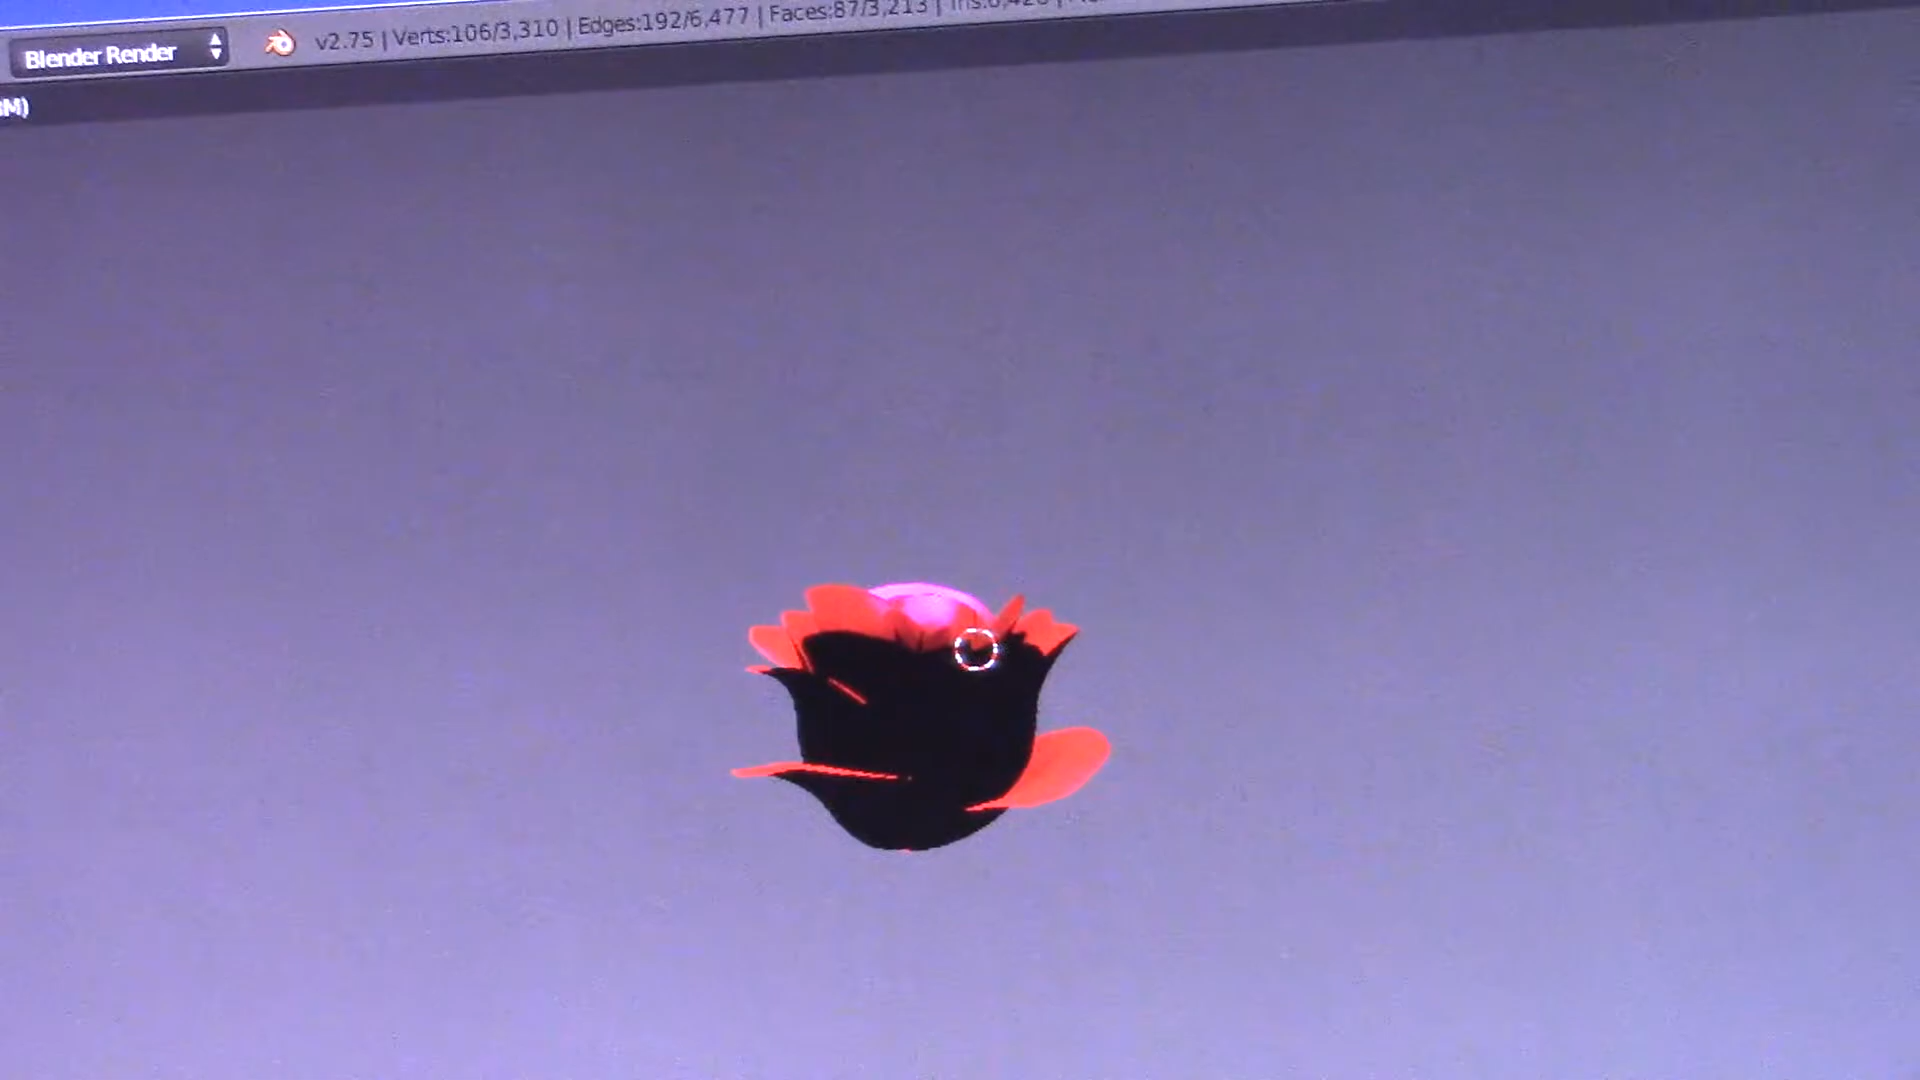 Blender Render v2.75 | Verts:106/3,310 | Edges:192/6,477 | Faces:87/3,213 |